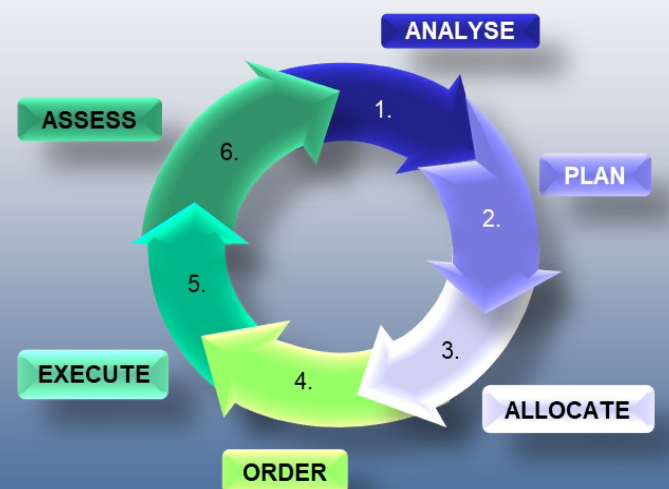 ANALYSE
1.
PLAN
2.
ALLOCATE
3.
ORDER
4.
EXECUTE
5.
ASSESS
6.